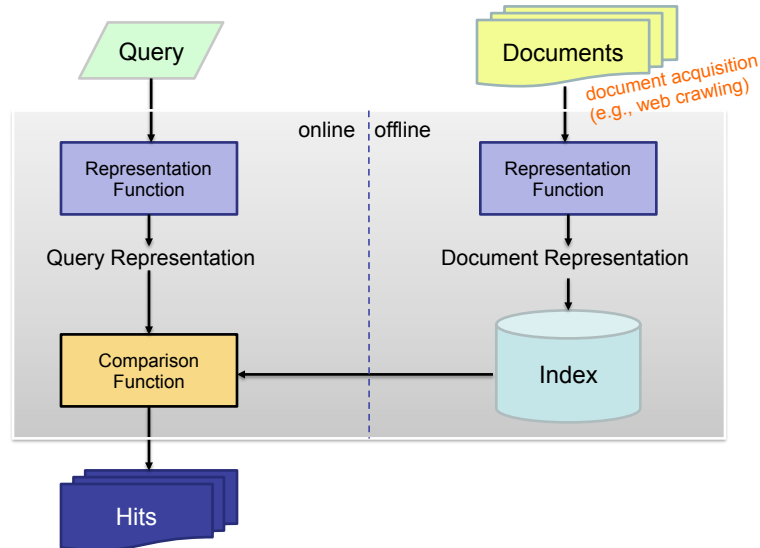 Query
Documents
document acquisition
(e.g., web crawling)
online
offline
Representation
Function
Representation
Function
Query Representation
Document Representation
Comparison
Function
Index
Hits